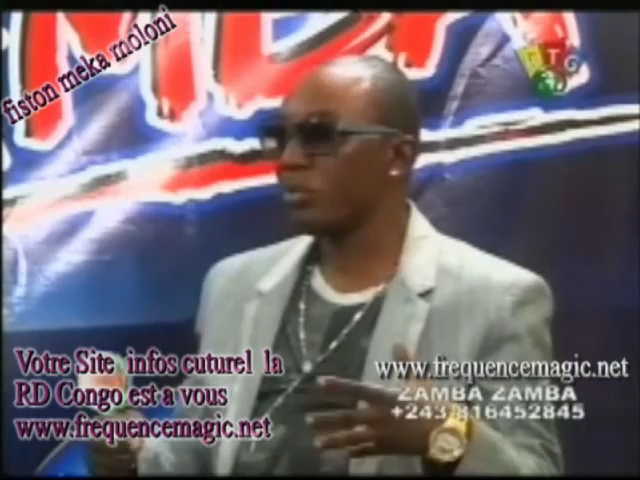 fiston meka moloni
Votre Site infos cuturel la
RD Congo est a vous
www.frequencemagic.net
www.frequencemagic.net
ZAMBA ZAMBA
+243 816452845